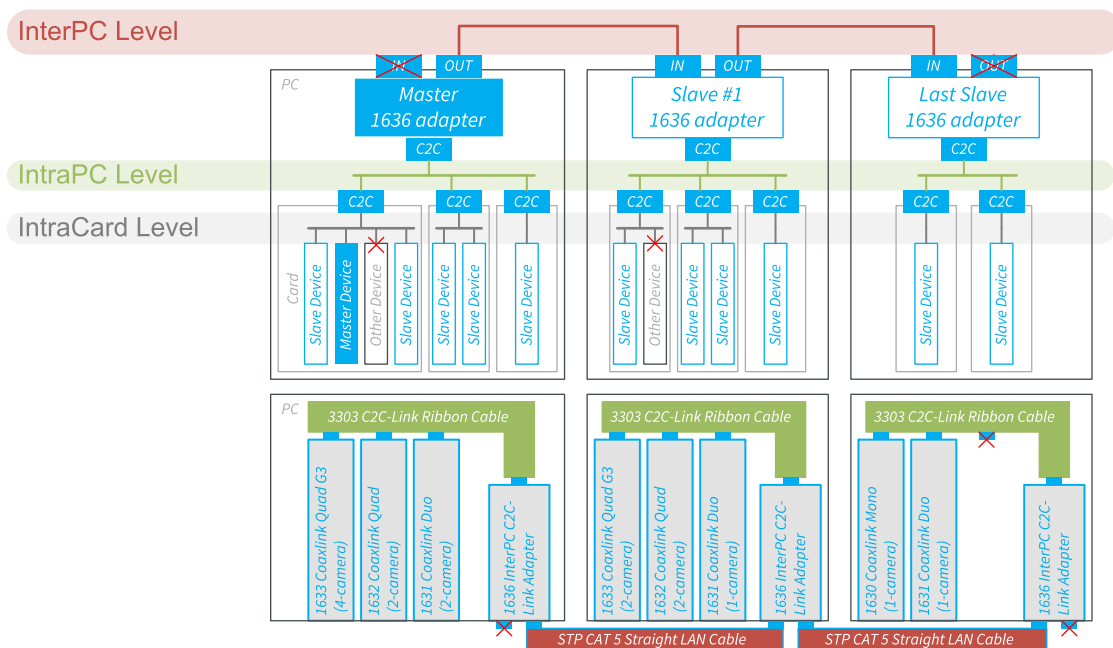 InterPC Level
IN
OUT
IN
OUT
IN
OUT
PC
Master
1636 adapter
Slave #1
1636 adapter
Last Slave
1636 adapter
C2C
C2C
C2C
IntraPC Level
C2C
C2C
C2C
C2C
C2C
C2C
C2C
C2C
IntraCard Level
Card
Slave Device
Master Device
Other Device
Slave Device
Slave Device
Slave Device
Slave Device
Slave Device
Other Device
Slave Device
Slave Device
Slave Device
Slave Device
Slave Device
PC
3303 C2C-Link Ribbon Cable
3303 C2C-Link Ribbon Cable
3303 C2C-Link Ribbon Cable
1633 Coaxlink Quad G3
(4-camera)
1632 Coaxlink Quad
(2-camera)
1631 Coaxlink Duo
(2-camera)
1636 InterPC C2C-
Link Adapter
1633 Coaxlink Quad G3
(2-camera)
1632 Coaxlink Quad
(2-camera)
1631 Coaxlink Duo
(1-camera)
1636 InterPC C2C-
Link Adapter
1630 Coaxlink Mono
(1-camera)
1631 Coaxlink Duo
(1-camera)
1636 InterPC C2C-
Link Adapter
STP CAT 5 Straight LAN Cable
STP CAT 5 Straight LAN Cable